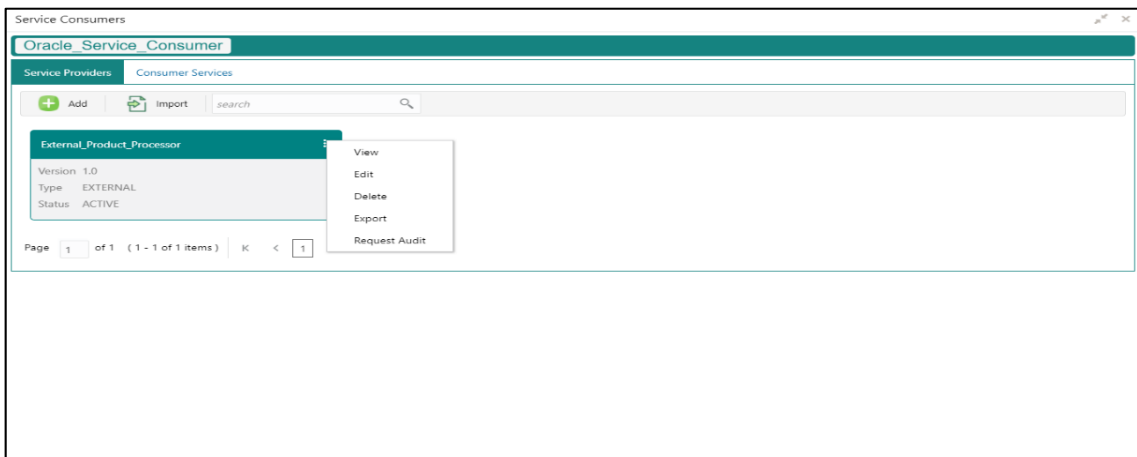 Service Consumers
Oracle_Service_Consumer
Service Providers Consumer Services
Add Import search
External_Product_Processor
Version 1.0
Type EXTERNAL
Status ACTIVE
View
Edit
Delete
Export
Request Audit
Page 1 of 1 (1 - 1 of 1 items) K < 1